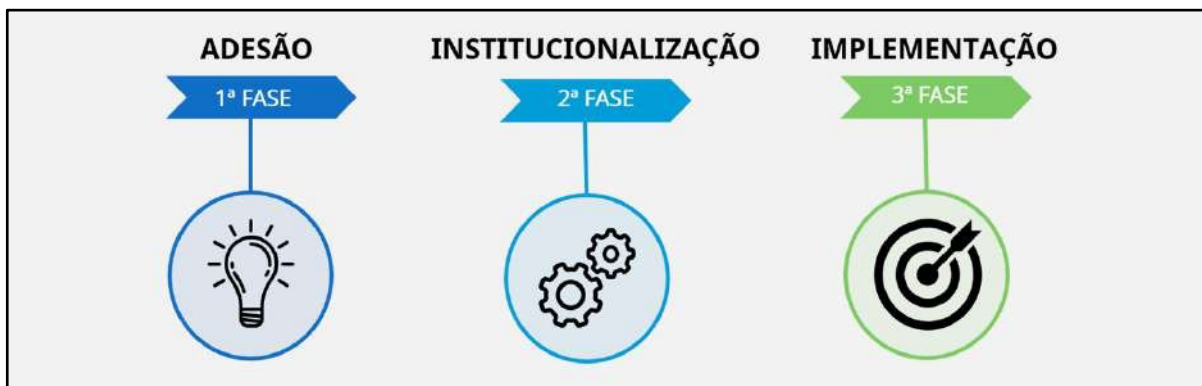 ADESÃO
1ª FASE
INSTITUCIONALIZAÇÃO
2ª FASE
IMPLEMENTAÇÃO
3ª FASE